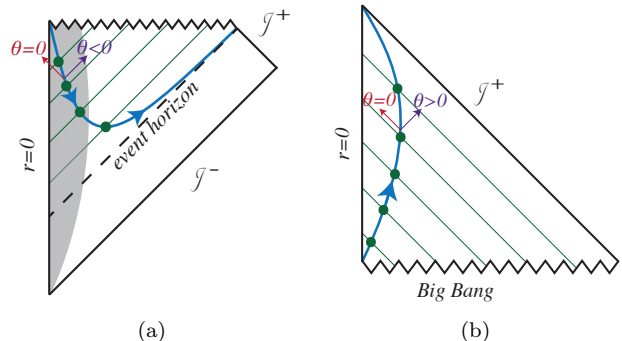 𝒥⁺
θ=0
θ<0
r=0
event horizon
𝒥⁻
(a)
θ=0
θ>0
𝒥⁺
r=0
Big Bang
(b)